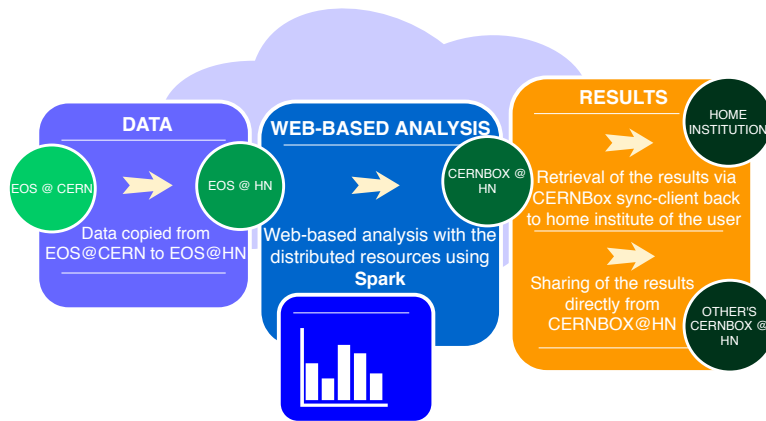 DATA
EOS @ CERN
EOS @ HN
Data copied from
EOS@CERN to EOS@HN
WEB-BASED ANALYSIS
CERNBOX @
HN
Web-based analysis with the
distributed resources using
Spark
RESULTS
HOME
INSTITUTION
Retrieval of the results via
CERNBox sync-client back
to home institute of the user
Sharing of the results
directly from
CERNBOX@HN
OTHER'S
CERNBOX @
HN